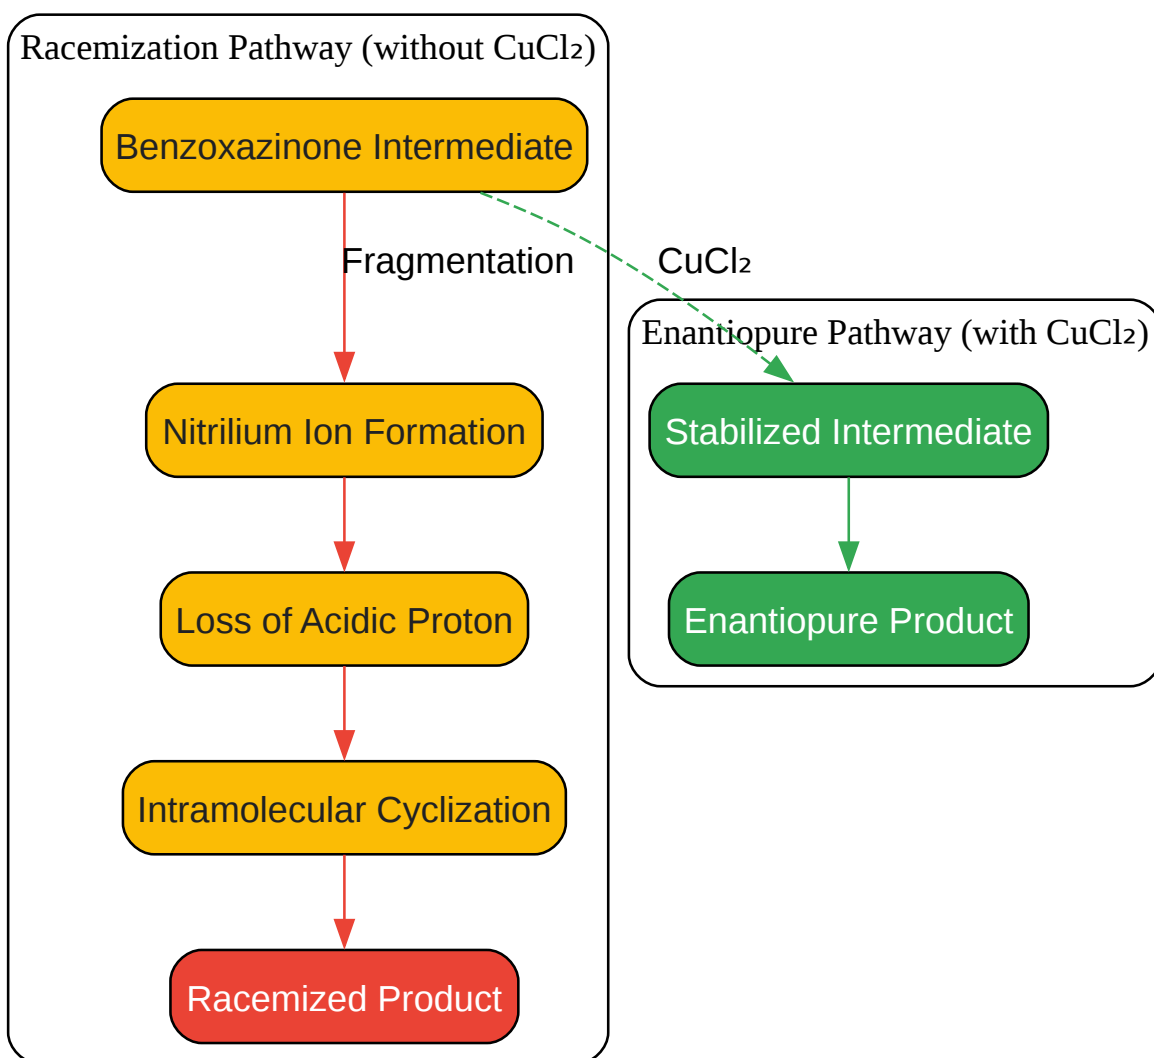 Racemization Pathway (without CuCl₂)
Benzoxazinone Intermediate
Fragmentation
CuCl₂
Enantiopure Pathway (with CuCl₂)
Nitrilium Ion Formation
Stabilized Intermediate
Loss of Acidic Proton
Enantiopure Product
Intramolecular Cyclization
Racemized Product